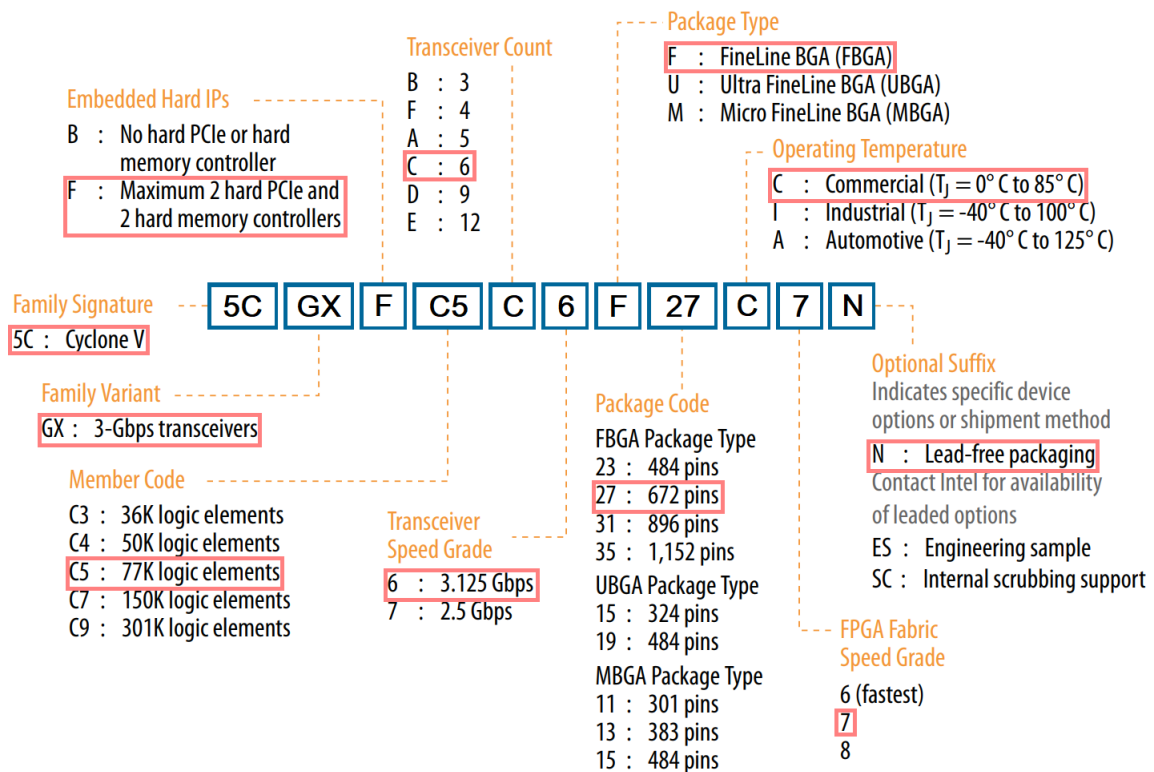 Package Type
F : FineLine BGA (FBGA)
U : Ultra FineLine BGA (UBGA)
M : Micro FineLine BGA (MBGA)
Transceiver Count
B : 3
F : 4
A : 5
C : 6
D : 9
E : 12
Embedded Hard IPs
B : No hard PCIe or hard
memory controller
F : Maximum 2 hard PCIe and
2 hard memory controllers
Operating Temperature
C : Commercial (TJ = 0° C to 85° C)
I : Industrial (TJ = -40° C to 100° C)
A : Automotive (TJ = -40° C to 125° C)
5C GX F C5 C 6 F 27 C 7 N
Family Signature
5C : Cyclone V
Family Variant
GX : 3-Gbps transceivers
Member Code
C3 : 36K logic elements
C4 : 50K logic elements
C5 : 77K logic elements
C7 : 150K logic elements
C9 : 301K logic elements
Transceiver
Speed Grade
6 : 3.125 Gbps
7 : 2.5 Gbps
Package Code
FBGA Package Type
23 : 484 pins
27 : 672 pins
31 : 896 pins
35 : 1,152 pins
UBGA Package Type
15 : 324 pins
19 : 484 pins
MBGA Package Type
11 : 301 pins
13 : 383 pins
15 : 484 pins
Optional Suffix
Indicates specific device
options or shipment method
N : Lead-free packaging
Contact Intel for availability
of leaded options
ES : Engineering sample
SC : Internal scrubbing support
FPGA Fabric
Speed Grade
6 (fastest)
7
8